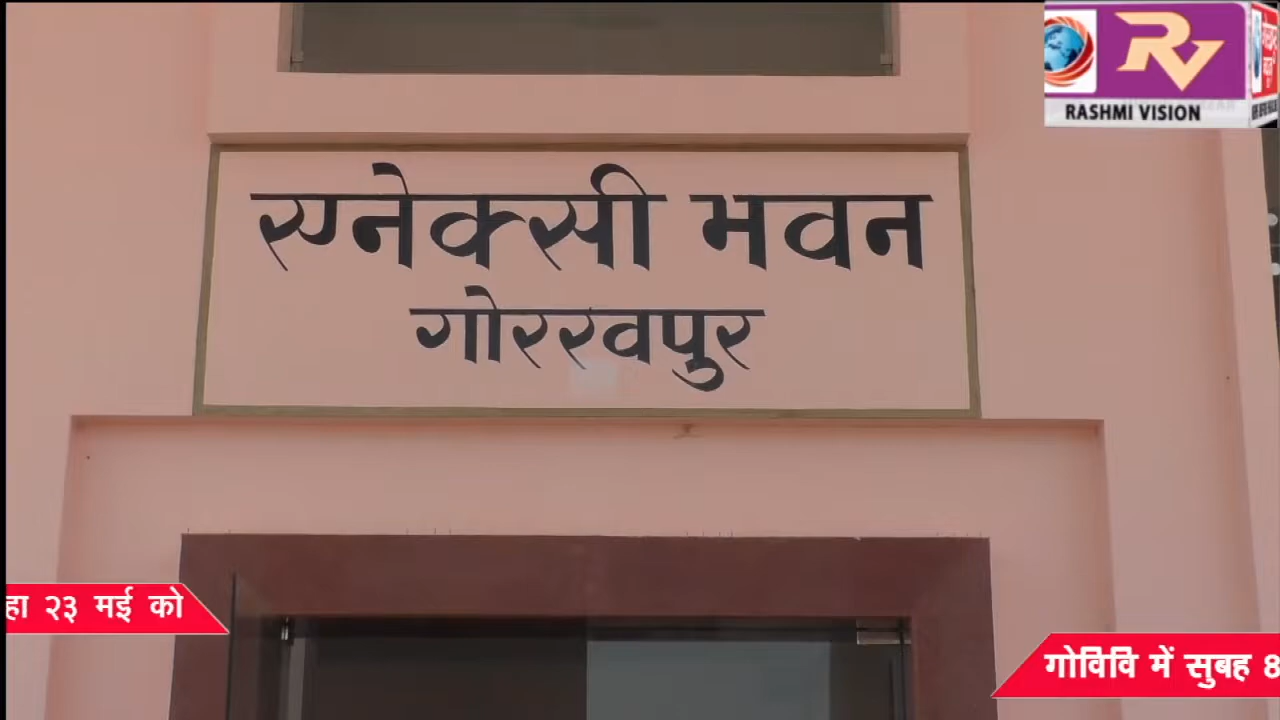 RASHMI VISION
एनेक्सी भवन
गोरखपुर
हा २३ मई को
गोविवि में सुबह 8